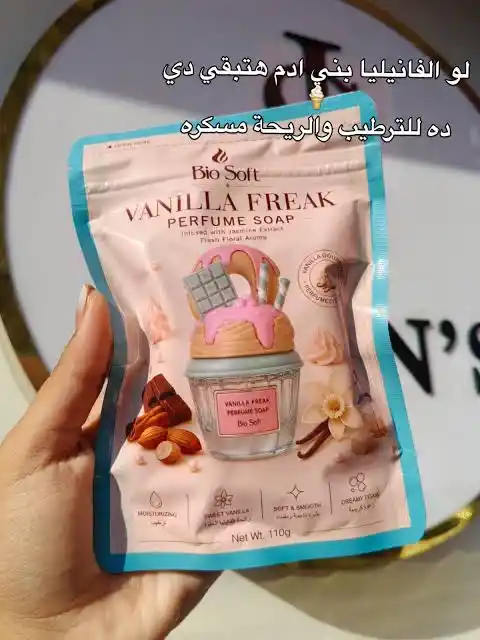 لو الفانيليا بني ادم هتبقي دي
🍦
ده للترطيب والريحة مسكره
Bio Soft
VANILLA FREAK
PERFUME SOAP
Infused with Jasmine Extract
Fresh Floral Aroma
VANILLA FREAK
PERFUME SOAP
Bio Soft
MOISTURIZING
ترطيب
SWEET VANILLA
SOFT & SMOOTH
CREAMY FOAM
Net Wt. 110g
N'S